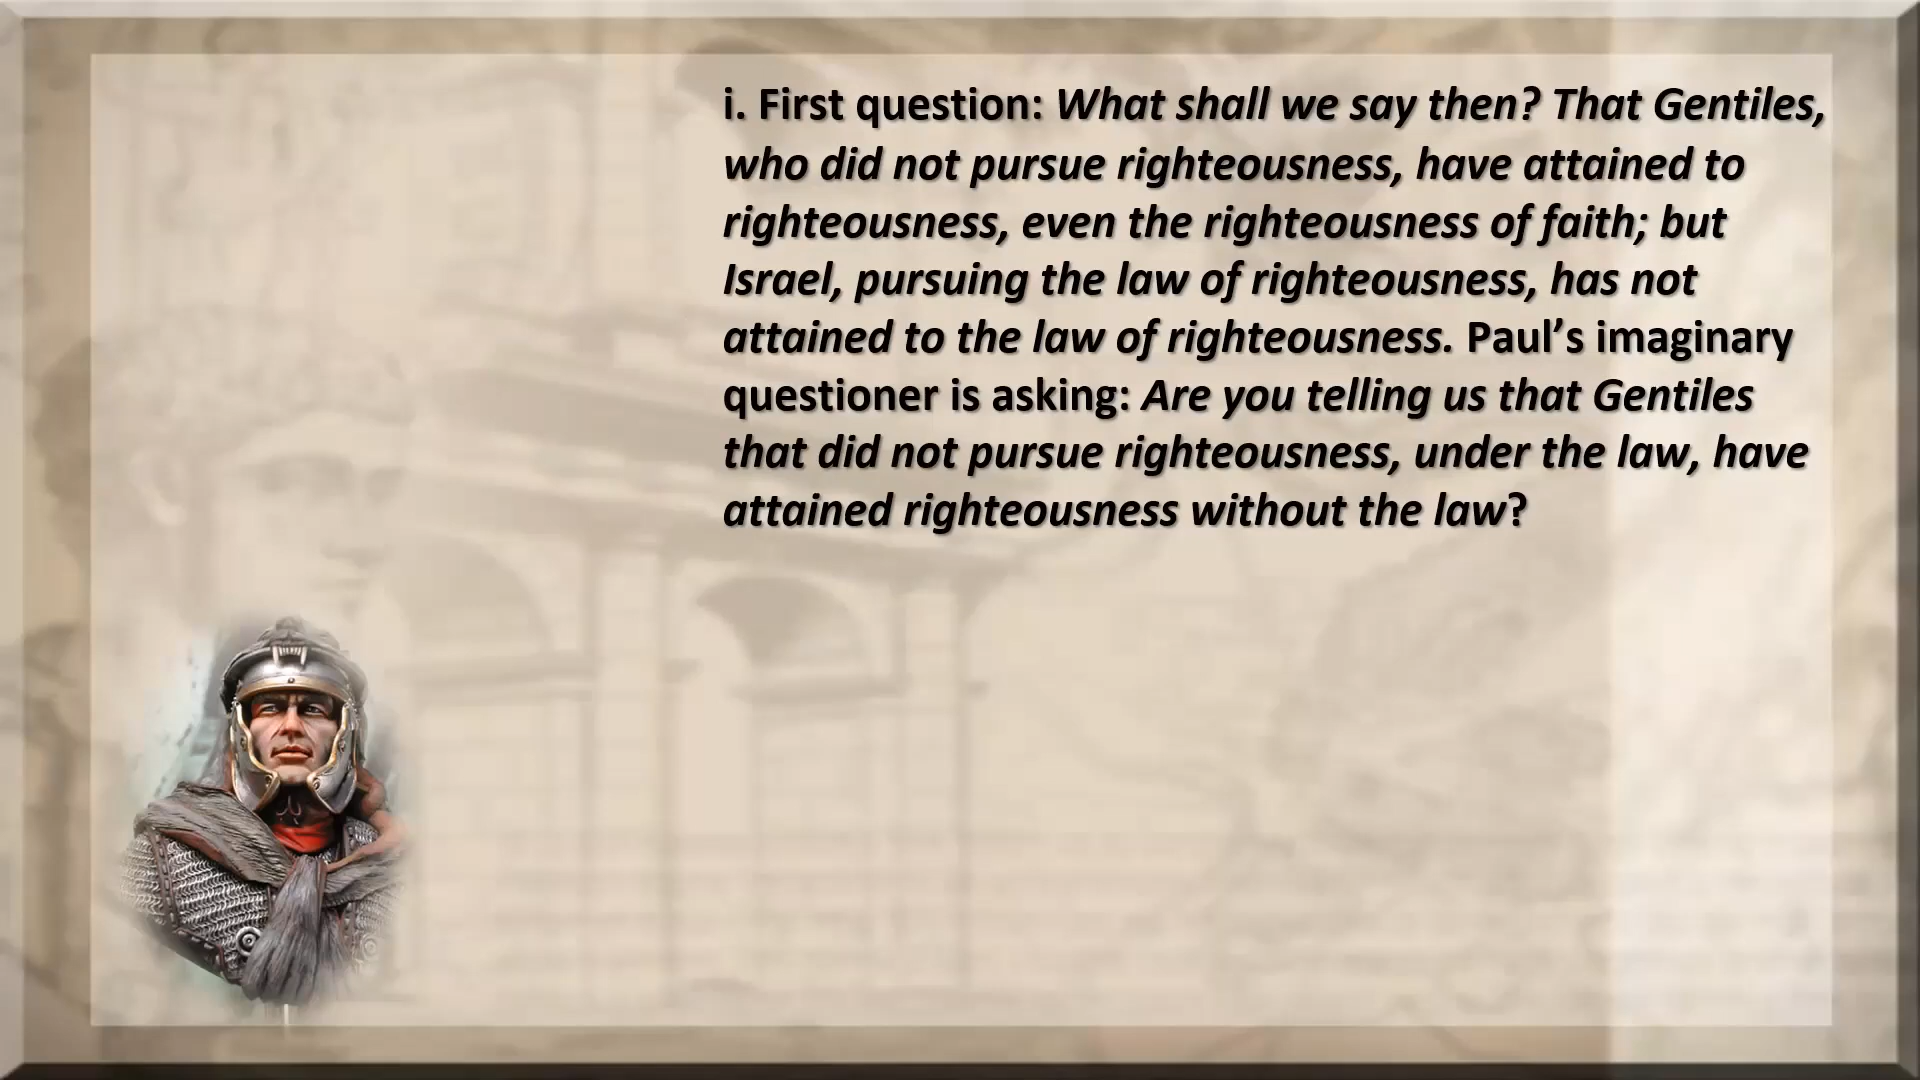 i. First question: What shall we say then? That Gentiles,
who did not pursue righteousness, have attained to
righteousness, even the righteousness of faith; but
Israel, pursuing the law of righteousness, has not
attained to the law of righteousness. Paul’s imaginary
questioner is asking: Are you telling us that Gentiles
that did not pursue righteousness, under the law, have
attained righteousness without the law?